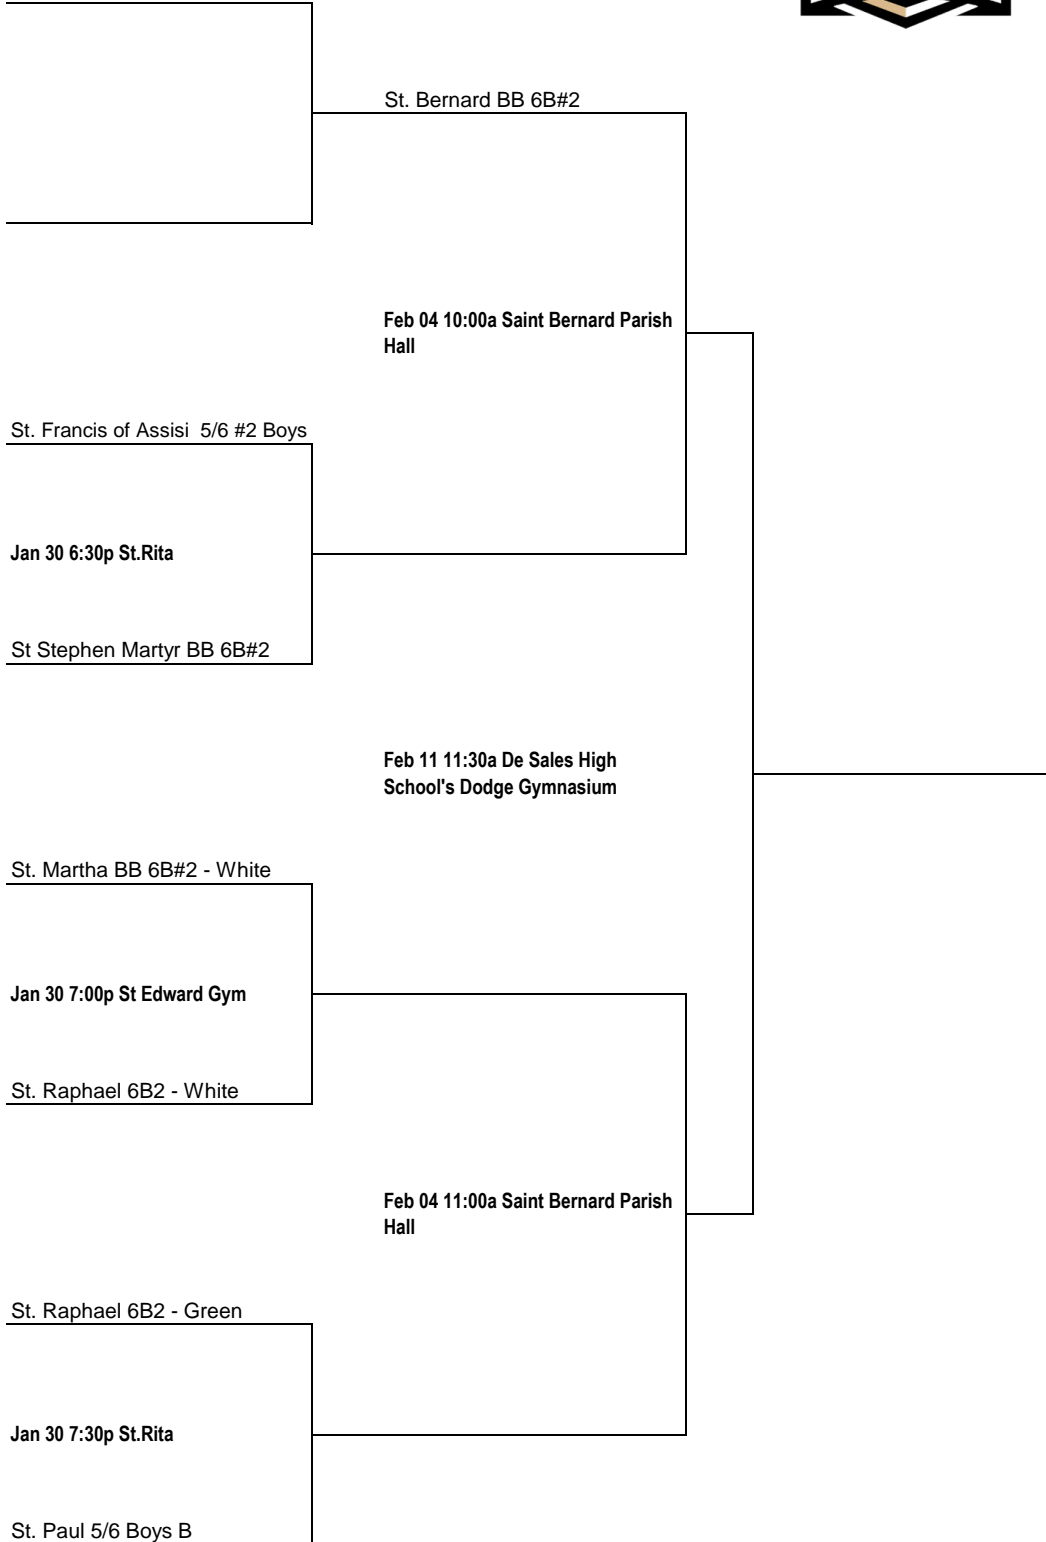 St. Bernard BB 6B#2
Feb 04 10:00a Saint Bernard Parish
Hall
St. Francis of Assisi  5/6 #2 Boys
Jan 30 6:30p St.Rita
St Stephen Martyr BB 6B#2
Feb 11 11:30a De Sales High
School's Dodge Gymnasium
St. Martha BB 6B#2 - White
Jan 30 7:00p St Edward Gym
St. Raphael 6B2 - White
Feb 04 11:00a Saint Bernard Parish
Hall
St. Raphael 6B2 - Green
Jan 30 7:30p St.Rita
St. Paul 5/6 Boys B